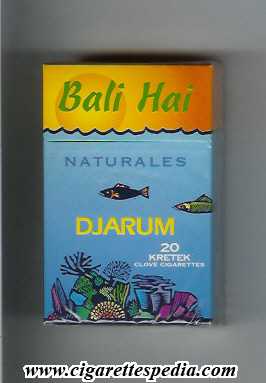 Bali Hai
NATURALES
DJARUM
20
KRETEK
CLOVE CIGARETTES
www.cigarettespedia.com